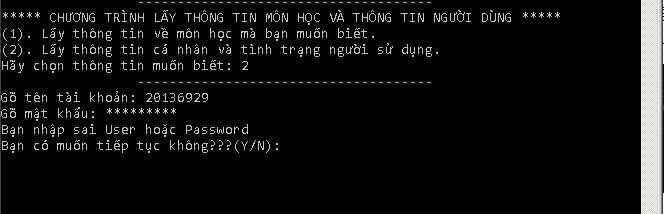 ------------------------------------
***** CHƯƠNG TRÌNH LẤY THÔNG TIN MÔN HỌC VÀ THÔNG TIN NGƯỜI DÙNG *****
(1). Lấy thông tin về môn học mà bạn muốn biết.
(2). Lấy thông tin cá nhân và tình trạng người sử dụng.
Hãy chọn thông tin muốn biết: 2
------------------------------------
Gõ tên tài khoản: 20136929
Gõ mật khẩu: *********
Bạn nhập sai User hoặc Password
Bạn có muốn tiếp tục không???(Y/N):